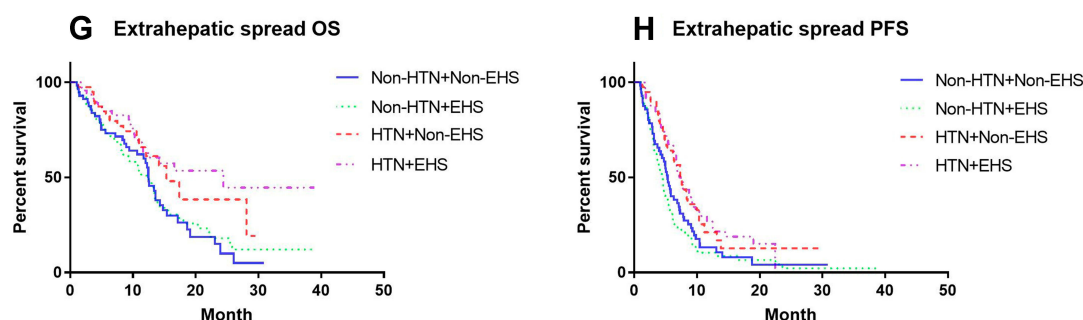 G Extrahepatic spread OS
Percent survival
100
50
0
0 10 20 30 40 50
Month
Non-HTN+Non-EHS
Non-HTN+EHS
HTN+Non-EHS
HTN+EHS
H Extrahepatic spread PFS
Percent survival
100
50
0
0 10 20 30 40 50
Month
Non-HTN+Non-EHS
Non-HTN+EHS
HTN+Non-EHS
HTN+EHS